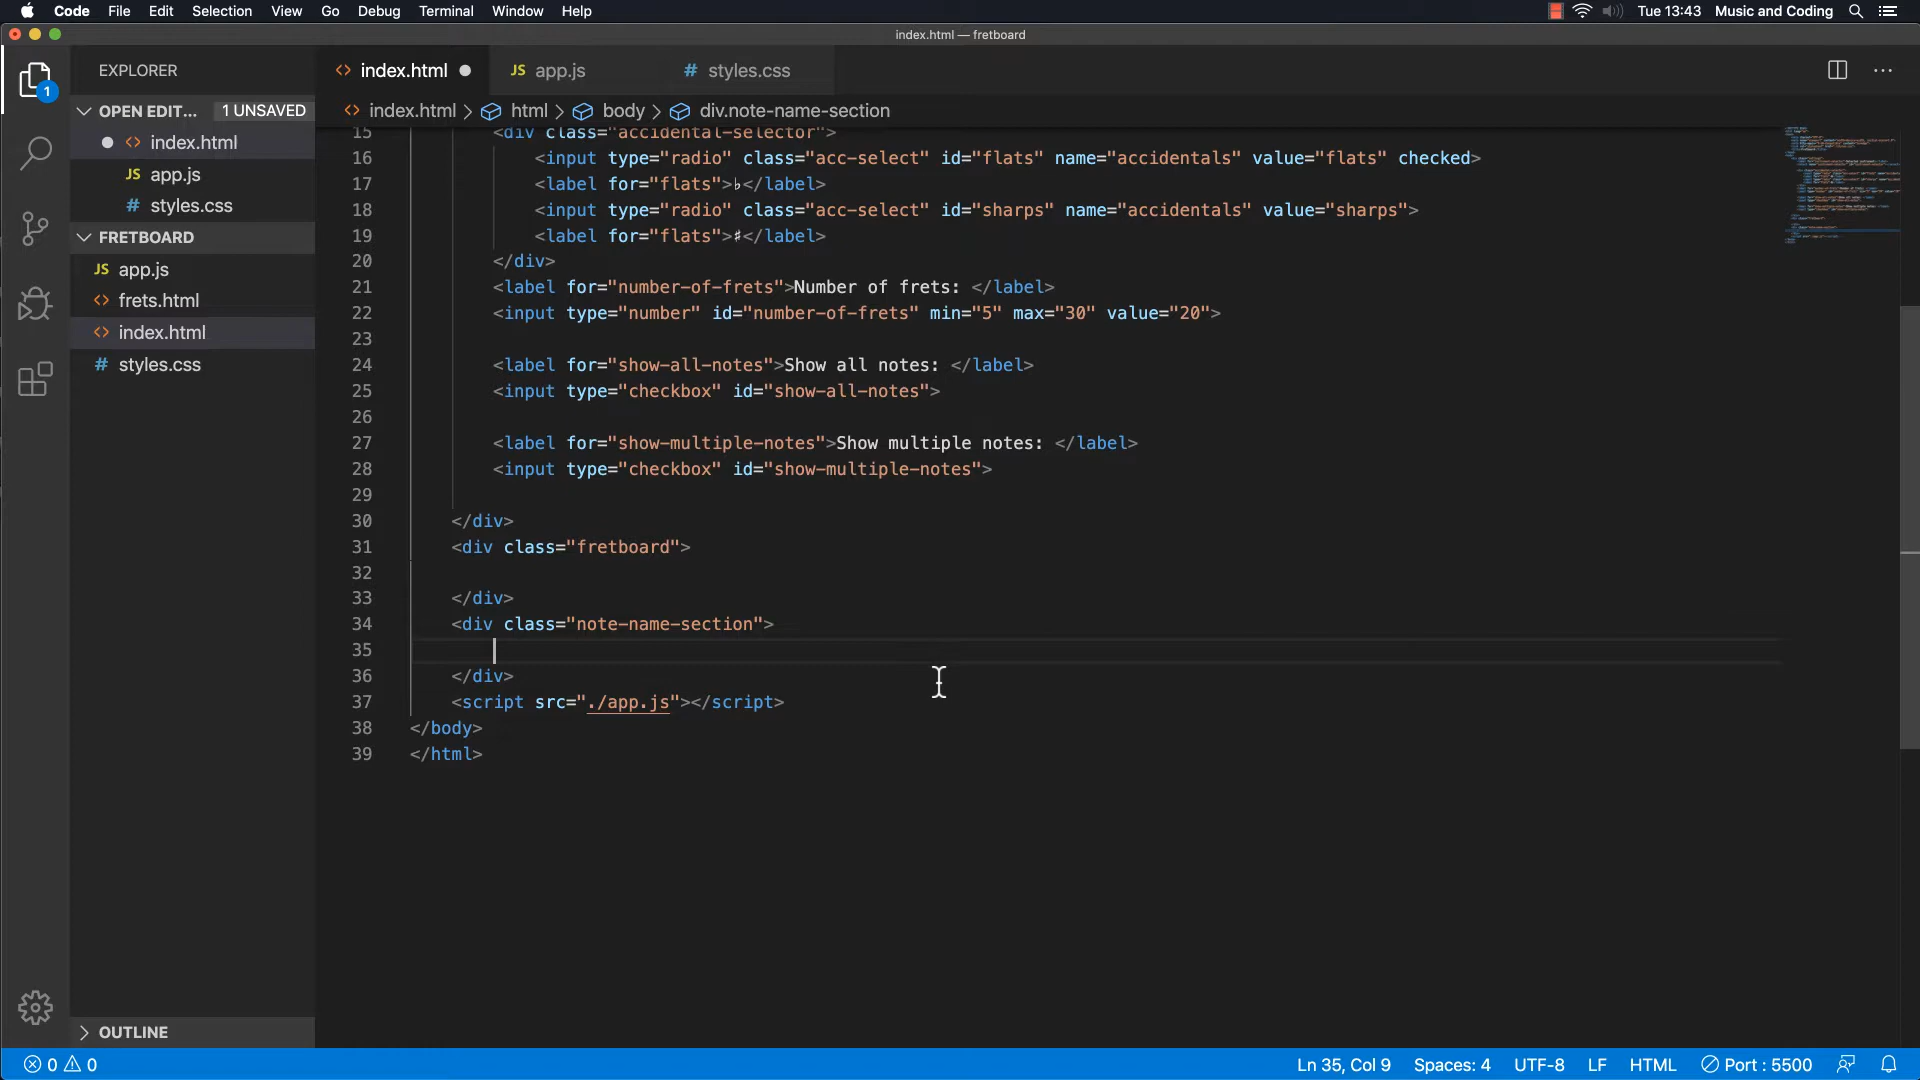 Code File Edit Selection View Go Debug Terminal Window Help Tue 13:43 Music and Coding
index.html — fretboard
EXPLORER
index.html
JS app.js
# styles.css
OPEN EDIT... 1 UNSAVED
<> index.html
JS app.js
# styles.css
FRETBOARD
JS app.js
<> frets.html
<> index.html
# styles.css
OUTLINE
1
<> index.html > html > body > div.note-name-section
15 <div class="accidental-selector">
16 <input type="radio" class="acc-select" id="flats" name="accidentals" value="flats" checked>
17 <label for="flats">♭</label>
18 <input type="radio" class="acc-select" id="sharps" name="accidentals" value="sharps">
19 <label for="flats">♯</label>
20 </div>
21 <label for="number-of-frets">Number of frets: </label>
22 <input type="number" id="number-of-frets" min="5" max="30" value="20">
23
24 <label for="show-all-notes">Show all notes: </label>
25 <input type="checkbox" id="show-all-notes">
26
27 <label for="show-multiple-notes">Show multiple notes: </label>
28 <input type="checkbox" id="show-multiple-notes">
29
30 </div>
31 <div class="fretboard">
32
33 </div>
34 <div class="note-name-section">
35
36 </div>
37 <script src="./app.js"></script>
38 </body>
39 </html>
0 0 Ln 35, Col 9 Spaces: 4 UTF-8 LF HTML Port : 5500